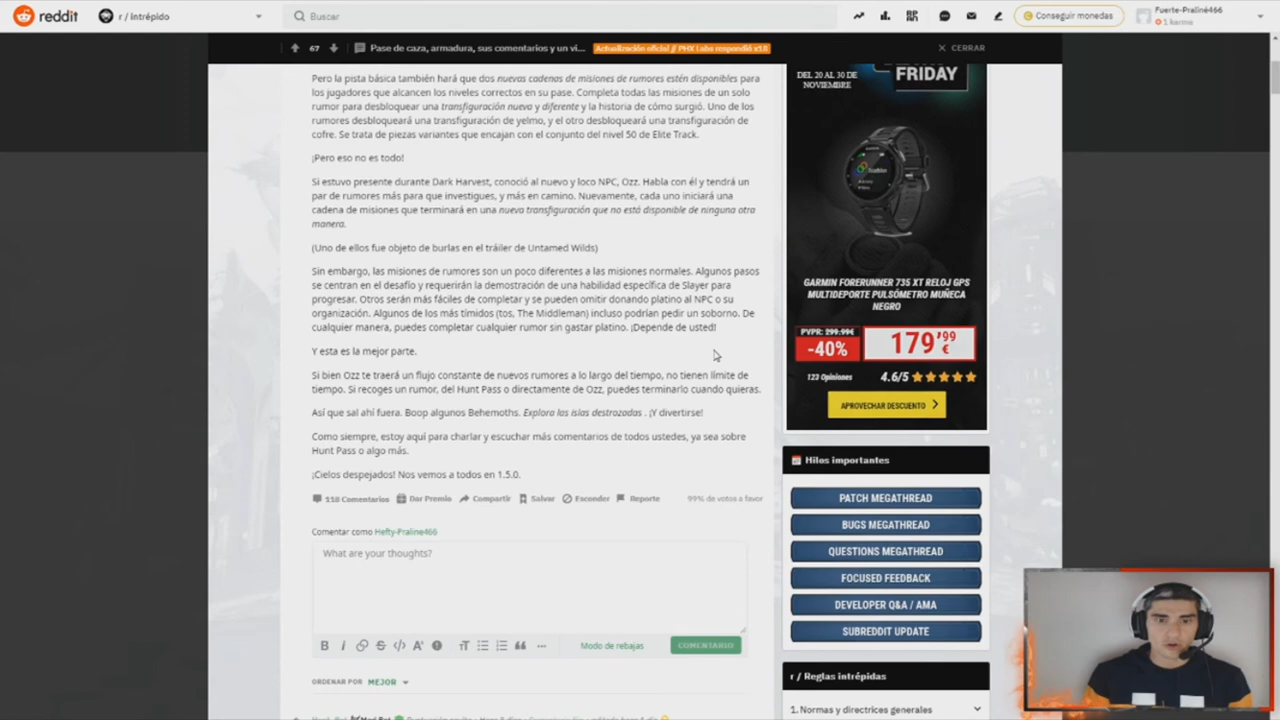 reddit
r / Intrépido
Buscar
Conseguir monedas
Fuerte-Praliné466
1 karma
67
Pase de caza, armadura, sus comentarios y un vi...
Actualización oficial // PHX Labs respondió x18
CERRAR
Pero la pista básica también hará que dos nuevas cadenas de misiones de rumores estén disponibles para
los jugadores que alcancen los niveles correctos en su pase. Completa todas las misiones de un solo
rumor para desbloquear una transfiguración nueva y diferente y la historia de cómo surgió. Uno de los
rumores desbloqueará una transfiguración de yelmo, y el otro desbloqueará una transfiguración de
cofre. Se trata de piezas variantes que encajan con el conjunto del nivel 50 de Elite Track.
¡Pero eso no es todo!
Si estuvo presente durante Dark Harvest, conoció al nuevo y loco NPC, Ozz. Habla con él y tendrá un
par de rumores más para que investigues, y más en camino. Nuevamente, cada uno iniciará una
cadena de misiones que terminará en una nueva transfiguración que no está disponible de ninguna otra
manera.
(Uno de ellos fue objeto de burlas en el tráiler de Untamed Wilds)
Sin embargo, las misiones de rumores son un poco diferentes a las misiones normales. Algunos pasos
se centran en el desafío y requerirán la demostración de una habilidad específica de Slayer para
progresar. Otros serán más fáciles de completar y se pueden omitir donando platino al NPC o su
organización. Algunos de los más tímidos (tos, The Middleman) incluso podrían pedir un soborno. De
cualquier manera, puedes completar cualquier rumor sin gastar platino. ¡Depende de usted!
Y esta es la mejor parte.
Si bien Ozz te traerá un flujo constante de nuevos rumores a lo largo del tiempo, no tienen límite de
tiempo. Si recoges un rumor, del Hunt Pass o directamente de Ozz, puedes terminarlo cuando quieras.
Así que sal ahí fuera. Boop algunos Behemoths. Explora las islas destrozadas . ¡Y divertirse!
Como siempre, estoy aquí para charlar y escuchar más comentarios de todos ustedes, ya sea sobre
Hunt Pass o algo más.
¡Cielos despejados! Nos vemos a todos en 1.5.0.
118 Comentarios
Dar Premio
Compartir
Salvar
Esconder
Reporte
99% de votos a favor
Comentar como Hefty-Praline466
What are your thoughts?
Modo de rebajas
COMENTARIO
ORDENAR POR MEJOR
FRIDAY
DEL 20 AL 30 DE
NOVIEMBRE
GARMIN FORERUNNER 735 XT RELOJ GPS
MULTIDEPORTE PULSÓMETRO MUÑECA
NEGRO
PVPR: 299.99€
-40%
179'99€
123 Opiniones
4.6/5
APROVECHAR DESCUENTO
Hilos importantes
PATCH MEGATHREAD
BUGS MEGATHREAD
QUESTIONS MEGATHREAD
FOCUSED FEEDBACK
DEVELOPER Q&A / AMA
SUBREDDIT UPDATE
r / Reglas intrépidas
1. Normas y directrices generales